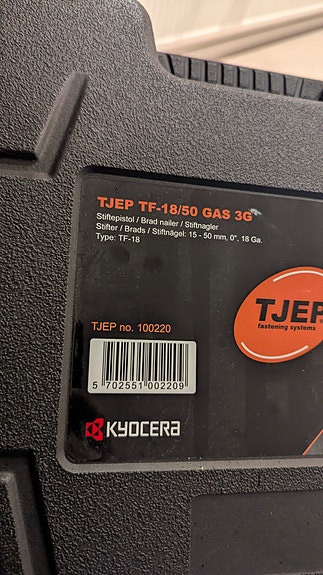 TJEP TF-18/50 GAS 3G
Stiftepistol / Brad nailer / Stiftnagler
Stifter / Brads / Stiftnägel: 15 - 50 mm, 0°, 18 Ga.
Type: TF-18
TJEP
fastening systems
TJEP no. 100220
5 702551 002209
KYOCERA